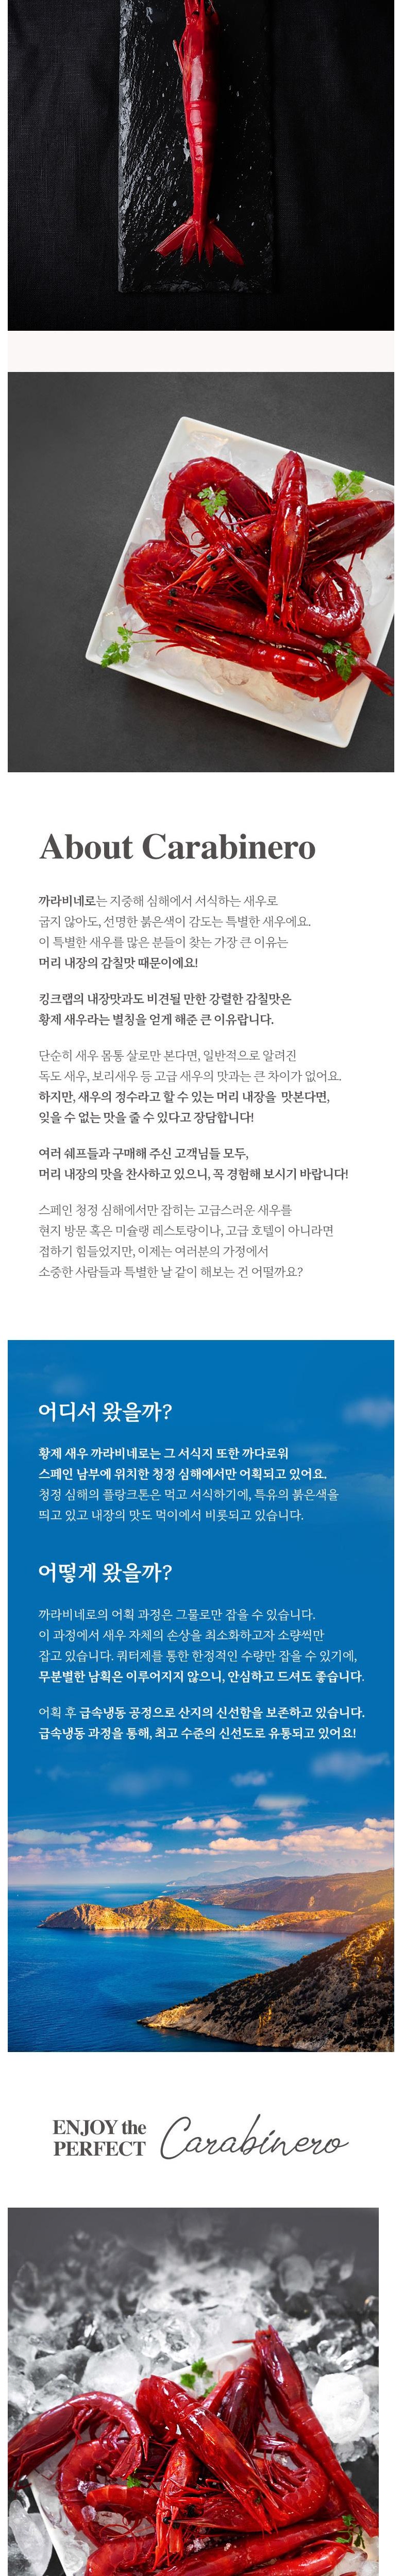 About Carabinero
까라비네로는 지중해 심해에서 서식하는 새우로
굽지 않아도, 선명한 붉은색이 감도는 특별한 새우에요.
이 특별한 새우를 많은 분들이 찾는 가장 큰 이유는
머리 내장의 감칠맛 때문이에요!
킹크랩의 내장맛과도 비견될 만한 강렬한 감칠맛은
황제 새우라는 별칭을 얻게 해준 큰 이유랍니다.
단순히 새우 몸통 살로만 본다면, 일반적으로 알려진
독도 새우, 보리새우 등 고급 새우의 맛과는 큰 차이가 없어요.
하지만, 새우의 정수라고 할 수 있는 머리 내장을 맛본다면,
잊을 수 없는 맛을 줄 수 있다고 장담합니다!
여러 쉐프들과 구매해 주신 고객님들 모두,
머리 내장의 맛을 찬사하고 있으니, 꼭 경험해 보시기 바랍니다!
스페인 청정 심해에서만 잡히는 고급스러운 새우를
현지 방문 혹은 미슐랭 레스토랑이나, 고급 호텔이 아니라면
접하기 힘들었지만, 이제는 여러분의 가정에서
소중한 사람들과 특별한 날 같이 해보는 건 어떨까요?
어디서 왔을까?
황제 새우 까라비네로는 그 서식지 또한 까다로워
스페인 남부에 위치한 청정 심해에서만 어획되고 있어요.
청정 심해의 플랑크톤은 먹고 서식하기에, 특유의 붉은색을
띄고 있고 내장의 맛도 먹이에서 비롯되고 있습니다.
어떻게 왔을까?
까라비네로의 어획 과정은 그물로만 잡을 수 있습니다.
이 과정에서 새우 자체의 손상을 최소화하고자 소량씩만
잡고 있습니다. 쿼터제를 통한 한정적인 수량만 잡을 수 있기에,
무분별한 남획은 이루어지지 않으니, 안심하고 드셔도 좋습니다.
어획 후 급속냉동 공정으로 산지의 신선함을 보존하고 있습니다.
급속냉동 과정을 통해, 최고 수준의 신선도로 유통되고 있어요!
ENJOY the
PERFECT Carabinero